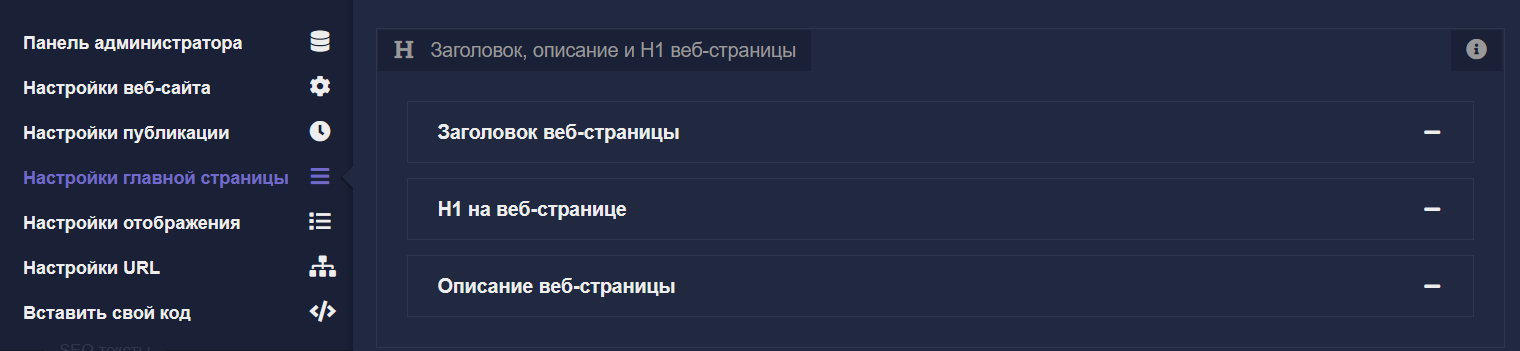 Панель администратора
Настройки веб-сайта
Настройки публикации
Настройки главной страницы
Настройки отображения
Настройки URL
Вставить свой код
SEO тексты
Заголовок, описание и H1 веб-страницы
Заголовок веб-страницы
H1 на веб-странице
Описание веб-страницы